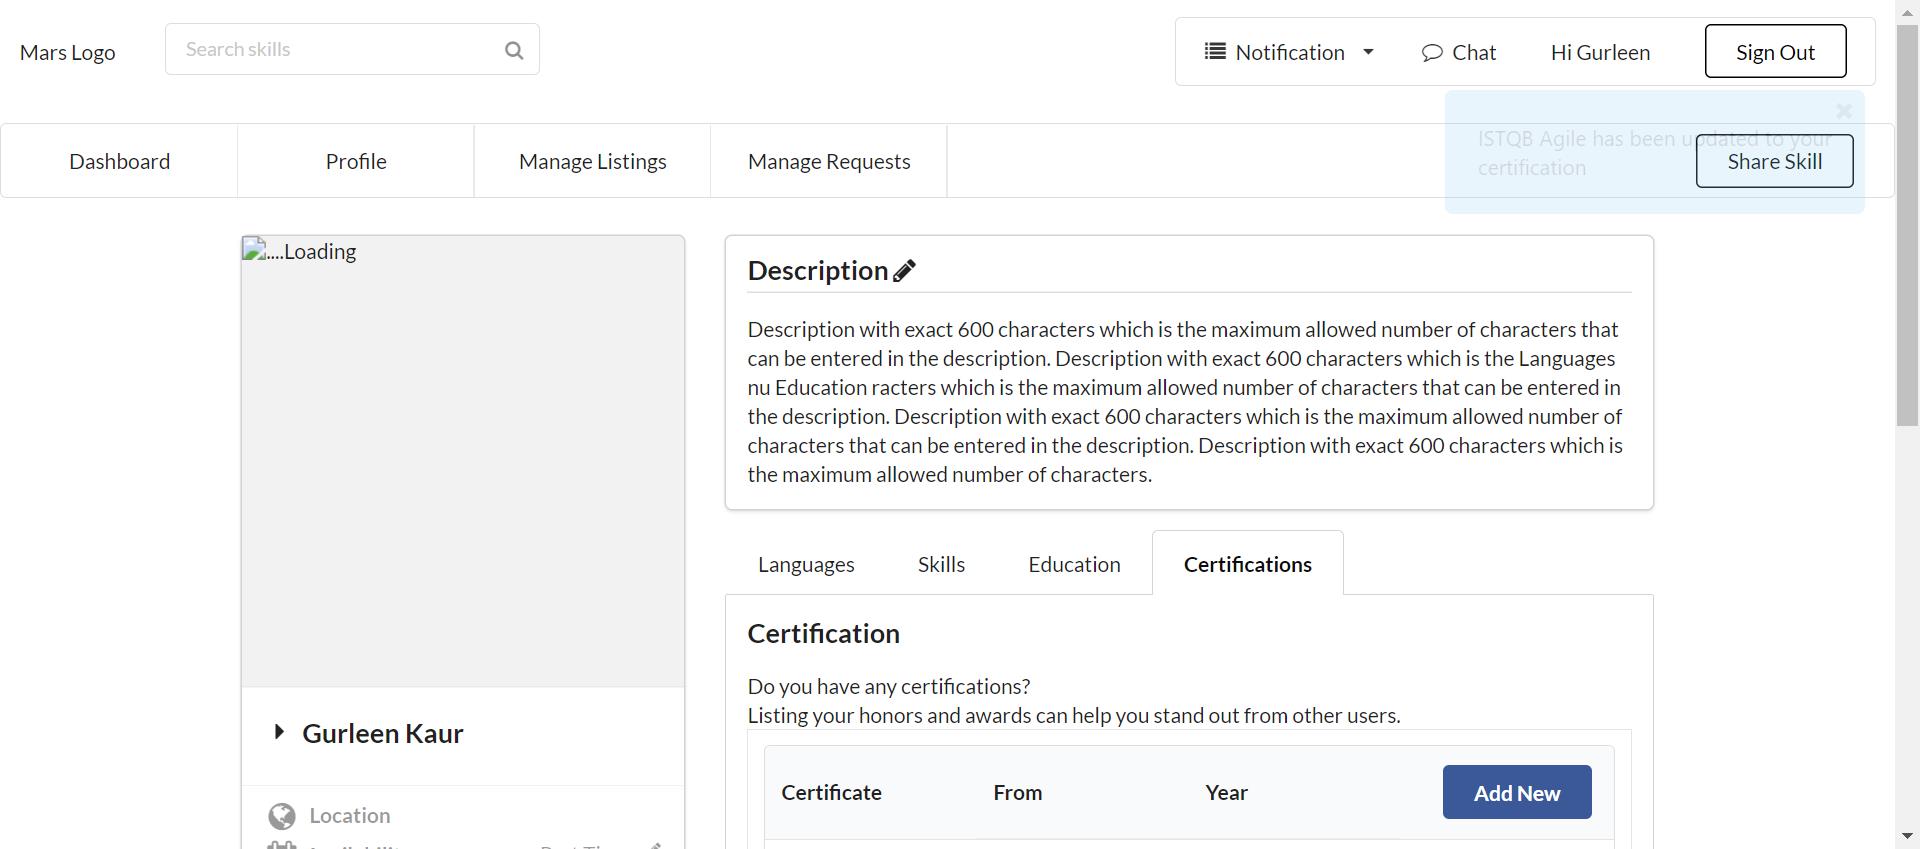 Mars Logo
Search skills
Notification
Chat
Hi Gurleen
Sign Out
ISTQB Agile has been updated to your
certification
Dashboard
Profile
Manage Listings
Manage Requests
Share Skill
....Loading
Gurleen Kaur
Location
Description
Description with exact 600 characters which is the maximum allowed number of characters that
can be entered in the description. Description with exact 600 characters which is the Languages
nu Education racters which is the maximum allowed number of characters that can be entered in
the description. Description with exact 600 characters which is the maximum allowed number of
characters that can be entered in the description. Description with exact 600 characters which is
the maximum allowed number of characters.
Languages
Skills
Education
Certifications
Certification
Do you have any certifications?
Listing your honors and awards can help you stand out from other users.
Certificate
From
Year
Add New